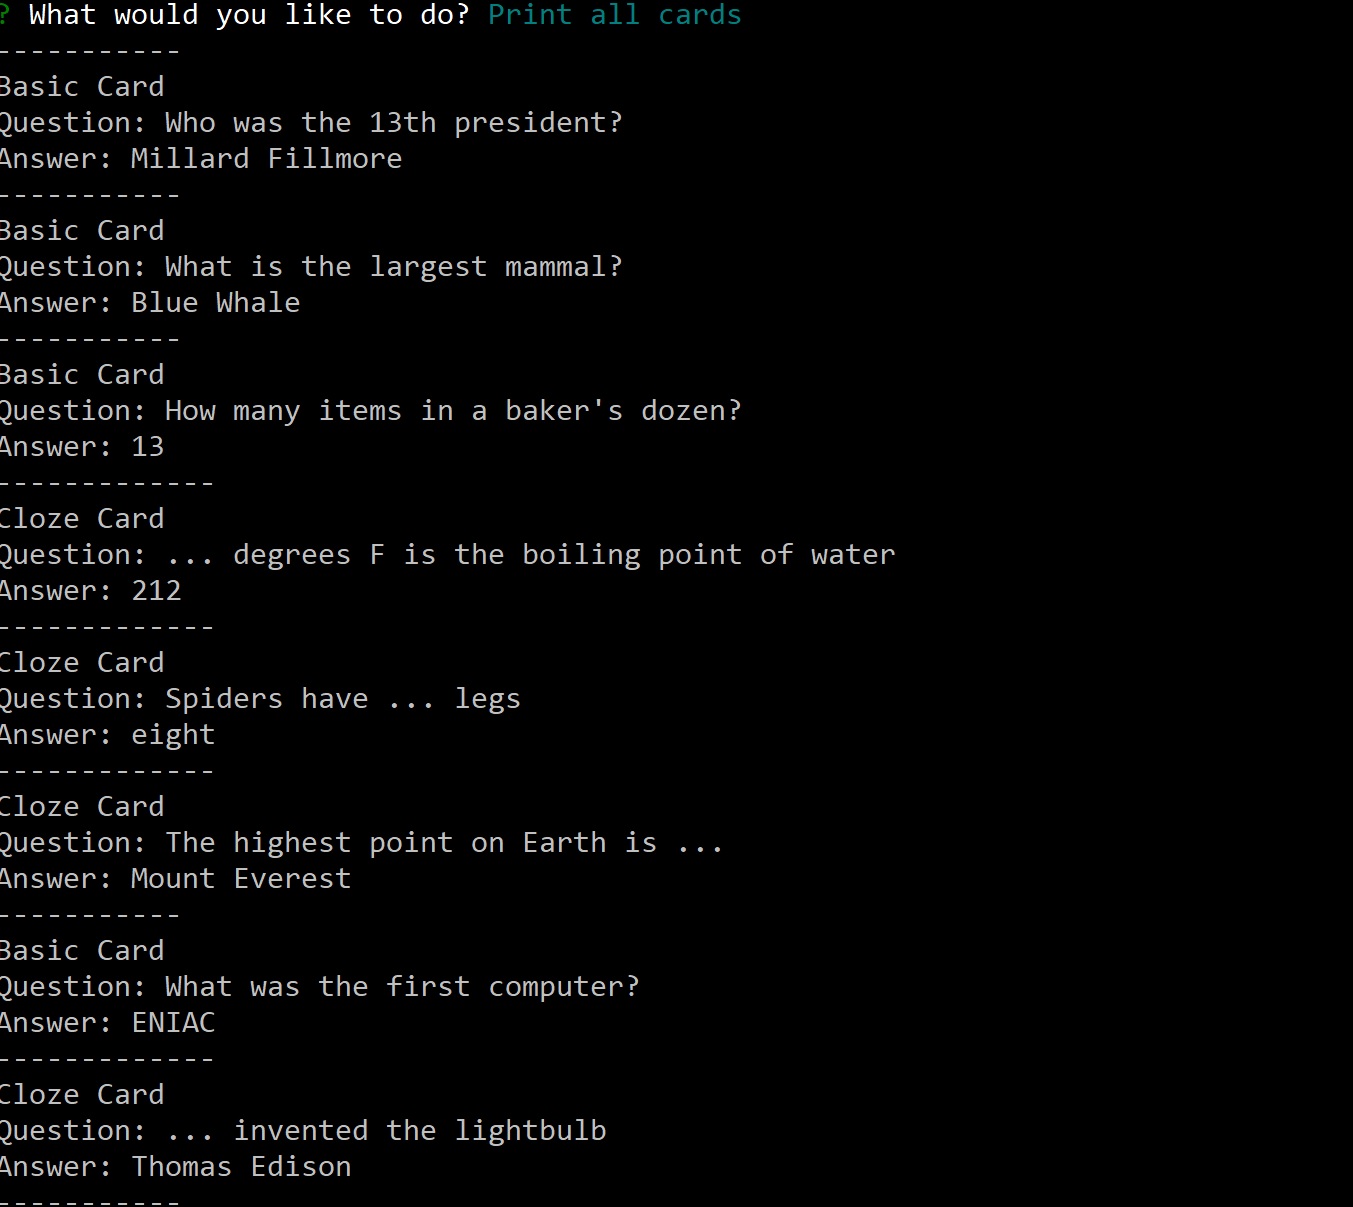 ? What would you like to do? Print all cards
-----------
Basic Card
Question: Who was the 13th president?
Answer: Millard Fillmore
-----------
Basic Card
Question: What is the largest mammal?
Answer: Blue Whale
-----------
Basic Card
Question: How many items in a baker's dozen?
Answer: 13
-------------
Cloze Card
Question: ... degrees F is the boiling point of water
Answer: 212
-------------
Cloze Card
Question: Spiders have ... legs
Answer: eight
-------------
Cloze Card
Question: The highest point on Earth is ...
Answer: Mount Everest
-----------
Basic Card
Question: What was the first computer?
Answer: ENIAC
-------------
Cloze Card
Question: ... invented the lightbulb
Answer: Thomas Edison
-----------